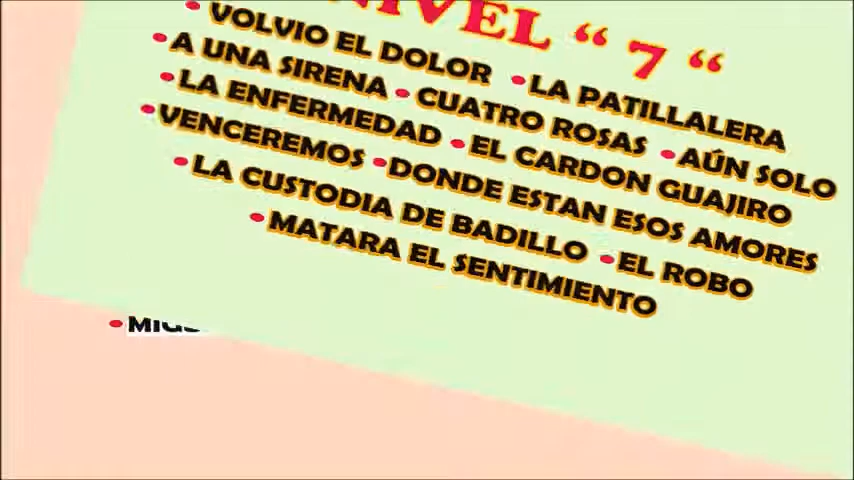 NIVEL “ 7 “
• VOLVIO EL DOLOR • LA PATILLALERA
• A UNA SIRENA • CUATRO ROSAS • AÚN SOLO
• LA ENFERMEDAD • EL CARDON GUAJIRO
• VENCEREMOS • DONDE ESTAN ESOS AMORES
• LA CUSTODIA DE BADILLO • EL ROBO
• MATARA EL SENTIMIENTO